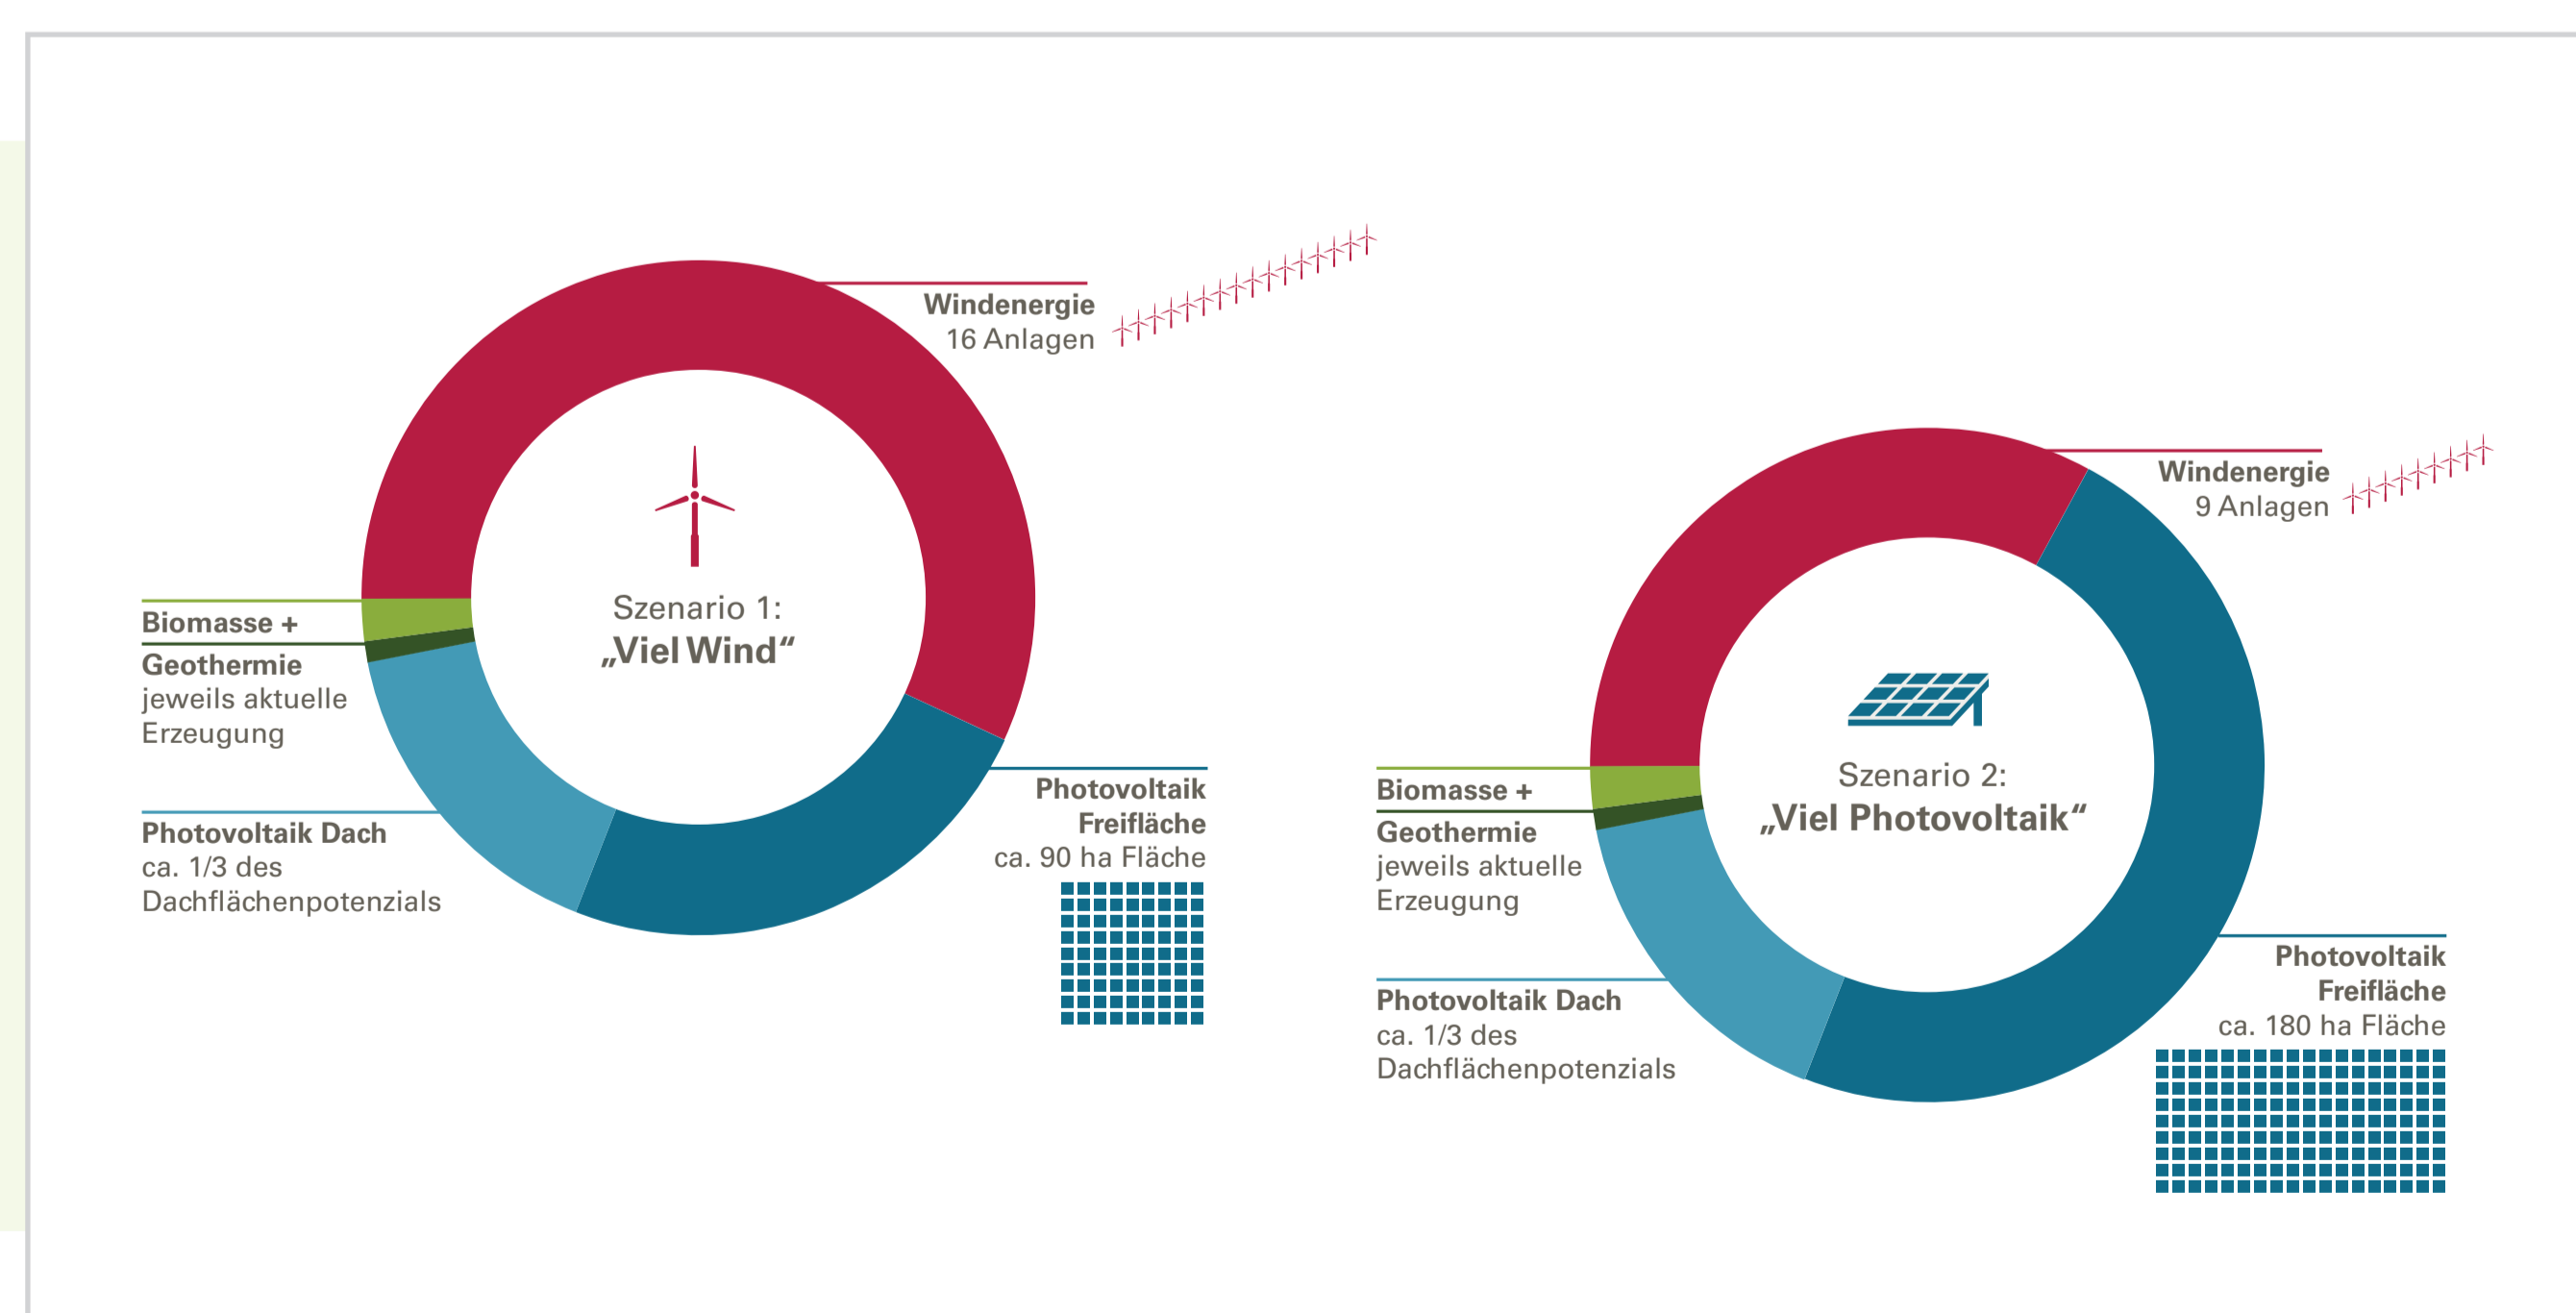 Windenergie
16 Anlagen
Szenario 1:
„Viel Wind“
Biomasse +
Geothermie
jeweils aktuelle
Erzeugung
Photovoltaik Dach
ca. 1/3 des
Dachflächenpotenzials
Photovoltaik
Freifläche
ca. 90 ha Fläche
Windenergie
9 Anlagen
Szenario 2:
„Viel Photovoltaik“
Biomasse +
Geothermie
jeweils aktuelle
Erzeugung
Photovoltaik Dach
ca. 1/3 des
Dachflächenpotenzials
Photovoltaik
Freifläche
ca. 180 ha Fläche